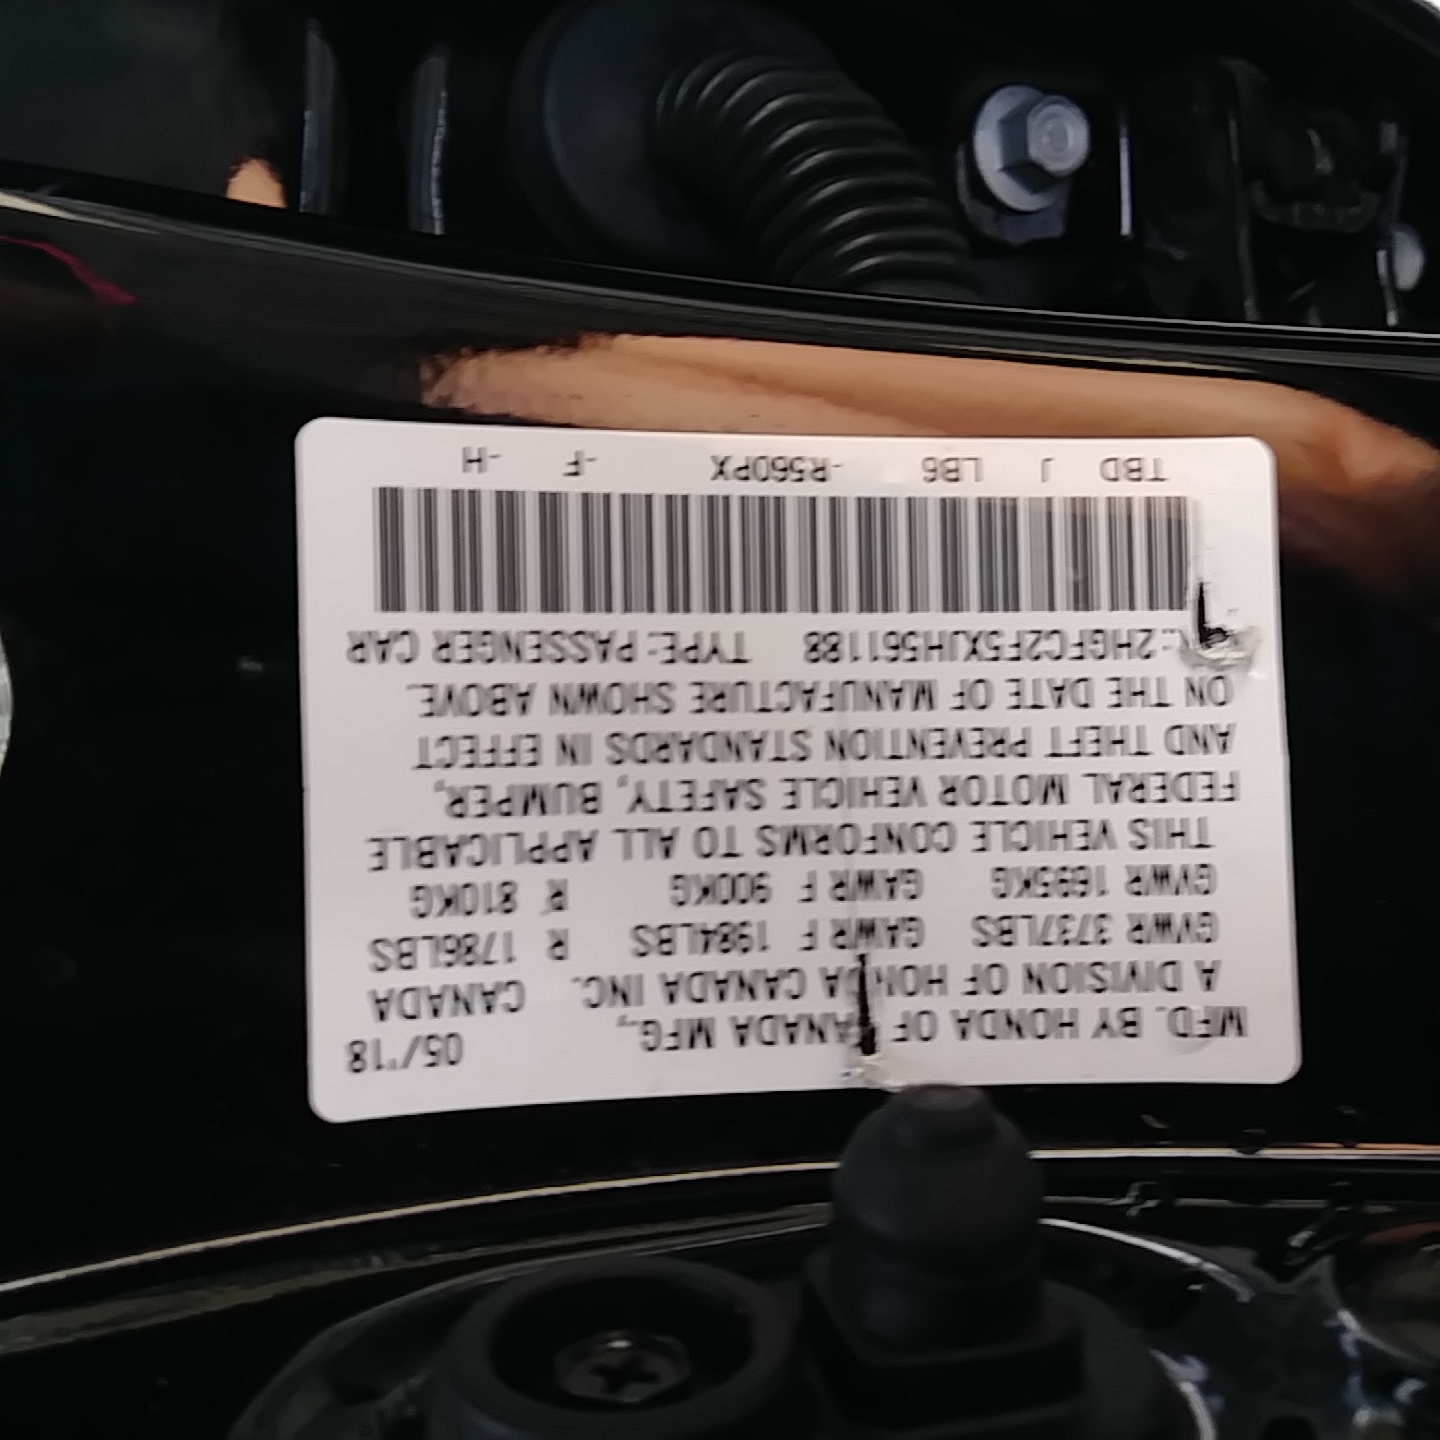 MFD. BY HONDA OF CANADA MFG., 05/'18
A DIVISION OF HONDA CANADA INC. CANADA
GVWR 3737LBS GAWR F 1984LBS R 1786LBS
GVWR 1695KG GAWR F 900KG R 810KG
THIS VEHICLE CONFORMS TO ALL APPLICABLE
FEDERAL MOTOR VEHICLE SAFETY, BUMPER,
AND THEFT PREVENTION STANDARDS IN EFFECT
ON THE DATE OF MANUFACTURE SHOWN ABOVE.
2HGFC2F5XJH561188 TYPE: PASSENGER CAR
TBD J LB6 -R560PX -F -H